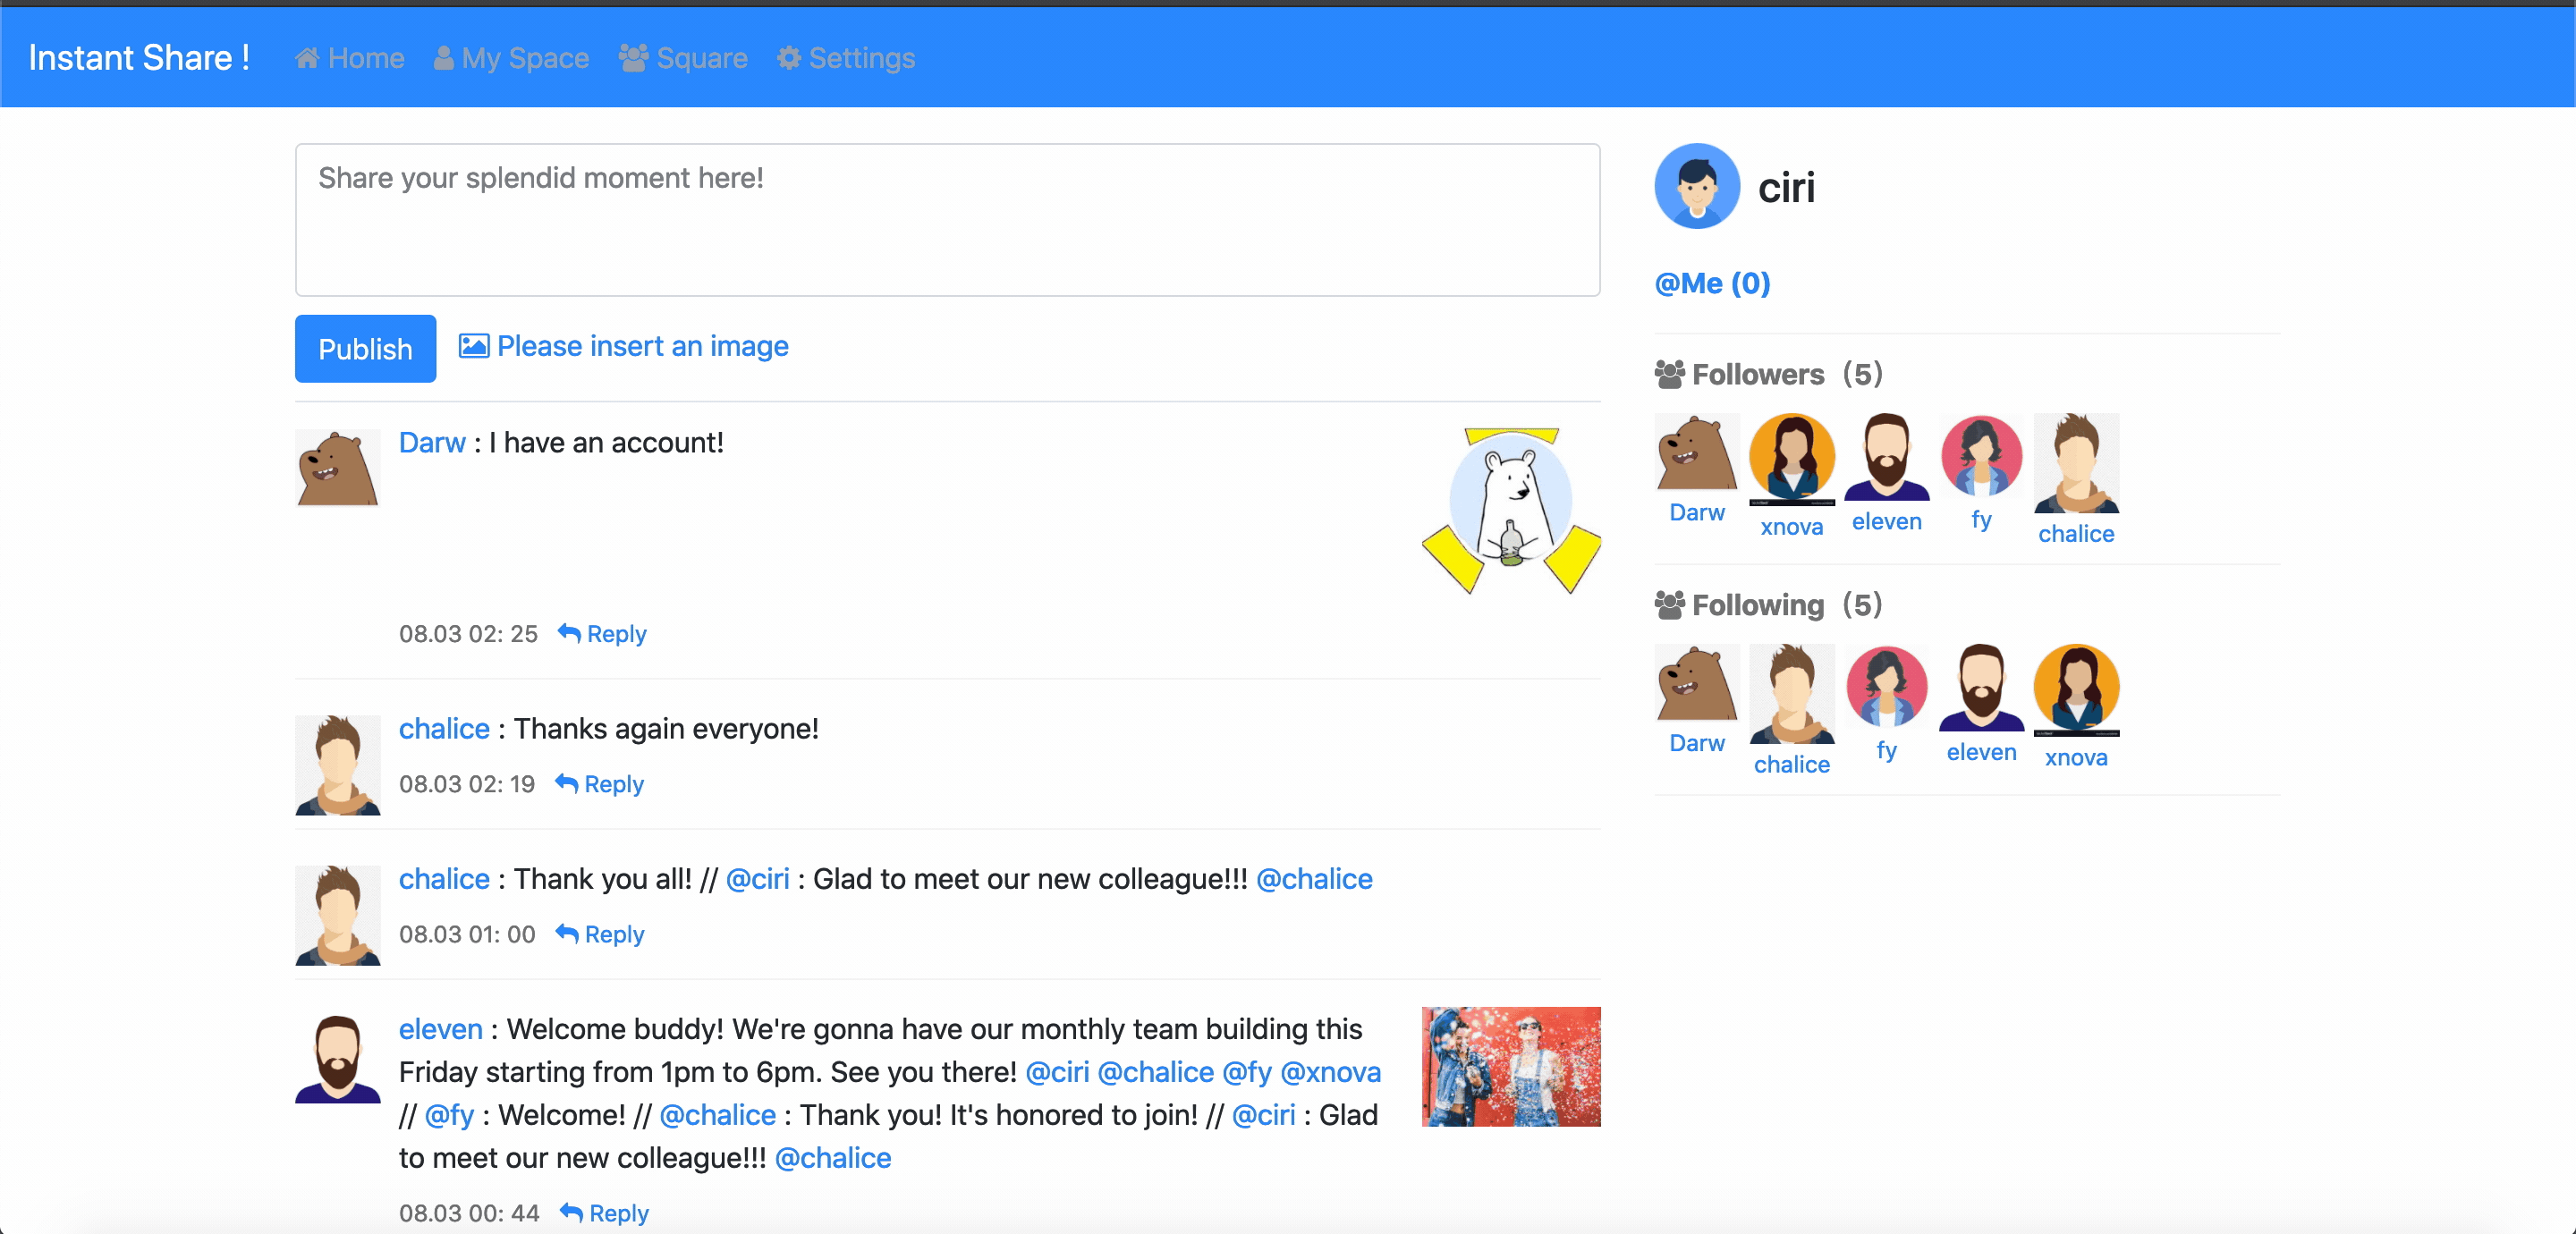 Instant Share !
Home
My Space
Square
Settings
Share your splendid moment here!
Publish
Please insert an image
Darw : I have an account!
08.03 02: 25 Reply
chalice : Thanks again everyone!
08.03 02: 19 Reply
chalice : Thank you all! // @ciri : Glad to meet our new colleague!!! @chalice
08.03 01: 00 Reply
eleven : Welcome buddy! We're gonna have our monthly team building this
Friday starting from 1pm to 6pm. See you there! @ciri @chalice @fy @xnova
// @fy : Welcome! // @chalice : Thank you! It's honored to join! // @ciri : Glad
to meet our new colleague!!! @chalice
08.03 00: 44 Reply
ciri
@Me (0)
Followers (5)
Darw
xnova
eleven
fy
chalice
Following (5)
Darw
chalice
fy
eleven
xnova